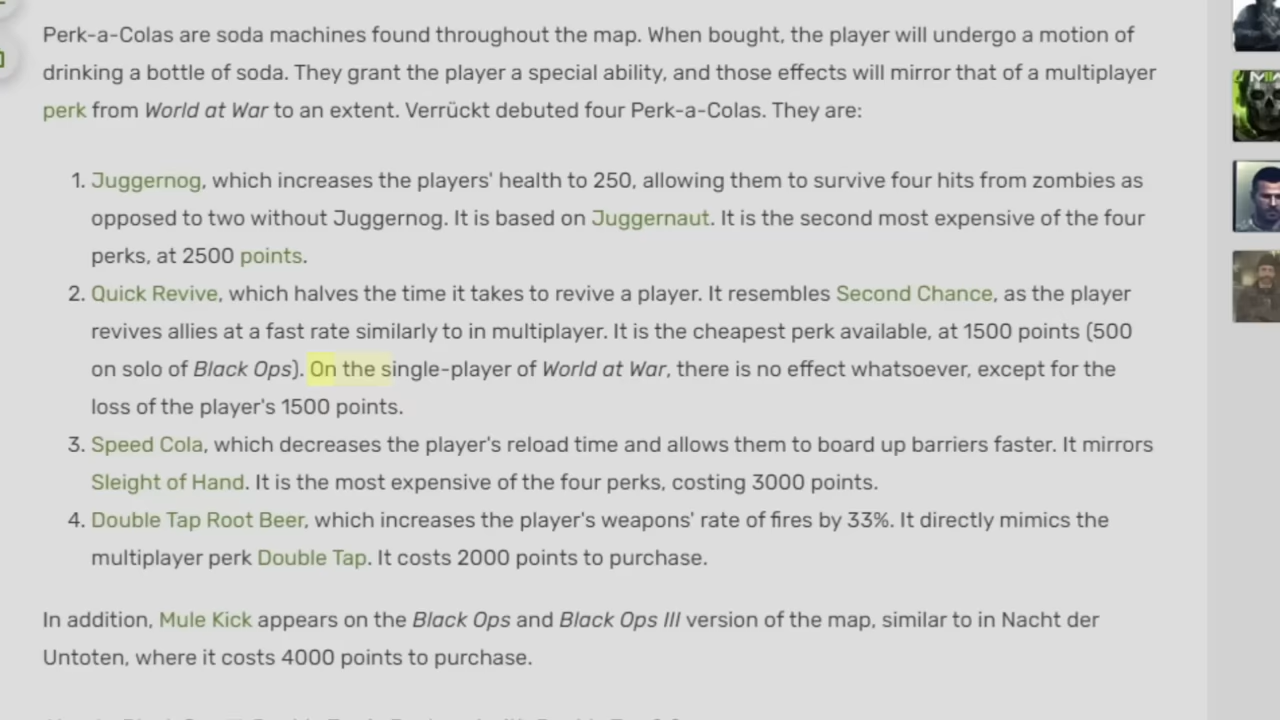 Perk-a-Colas are soda machines found throughout the map. When bought, the player will undergo a motion of
drinking a bottle of soda. They grant the player a special ability, and those effects will mirror that of a multiplayer
perk from World at War to an extent. Verrückt debuted four Perk-a-Colas. They are:
1. Juggernog, which increases the players' health to 250, allowing them to survive four hits from zombies as
opposed to two without Juggernog. It is based on Juggernaut. It is the second most expensive of the four
perks, at 2500 points.
2. Quick Revive, which halves the time it takes to revive a player. It resembles Second Chance, as the player
revives allies at a fast rate similarly to in multiplayer. It is the cheapest perk available, at 1500 points (500
on solo of Black Ops). On the single-player of World at War, there is no effect whatsoever, except for the
loss of the player's 1500 points.
3. Speed Cola, which decreases the player's reload time and allows them to board up barriers faster. It mirrors
Sleight of Hand. It is the most expensive of the four perks, costing 3000 points.
4. Double Tap Root Beer, which increases the player's weapons' rate of fires by 33%. It directly mimics the
multiplayer perk Double Tap. It costs 2000 points to purchase.
In addition, Mule Kick appears on the Black Ops and Black Ops III version of the map, similar to in Nacht der
Untoten, where it costs 4000 points to purchase.